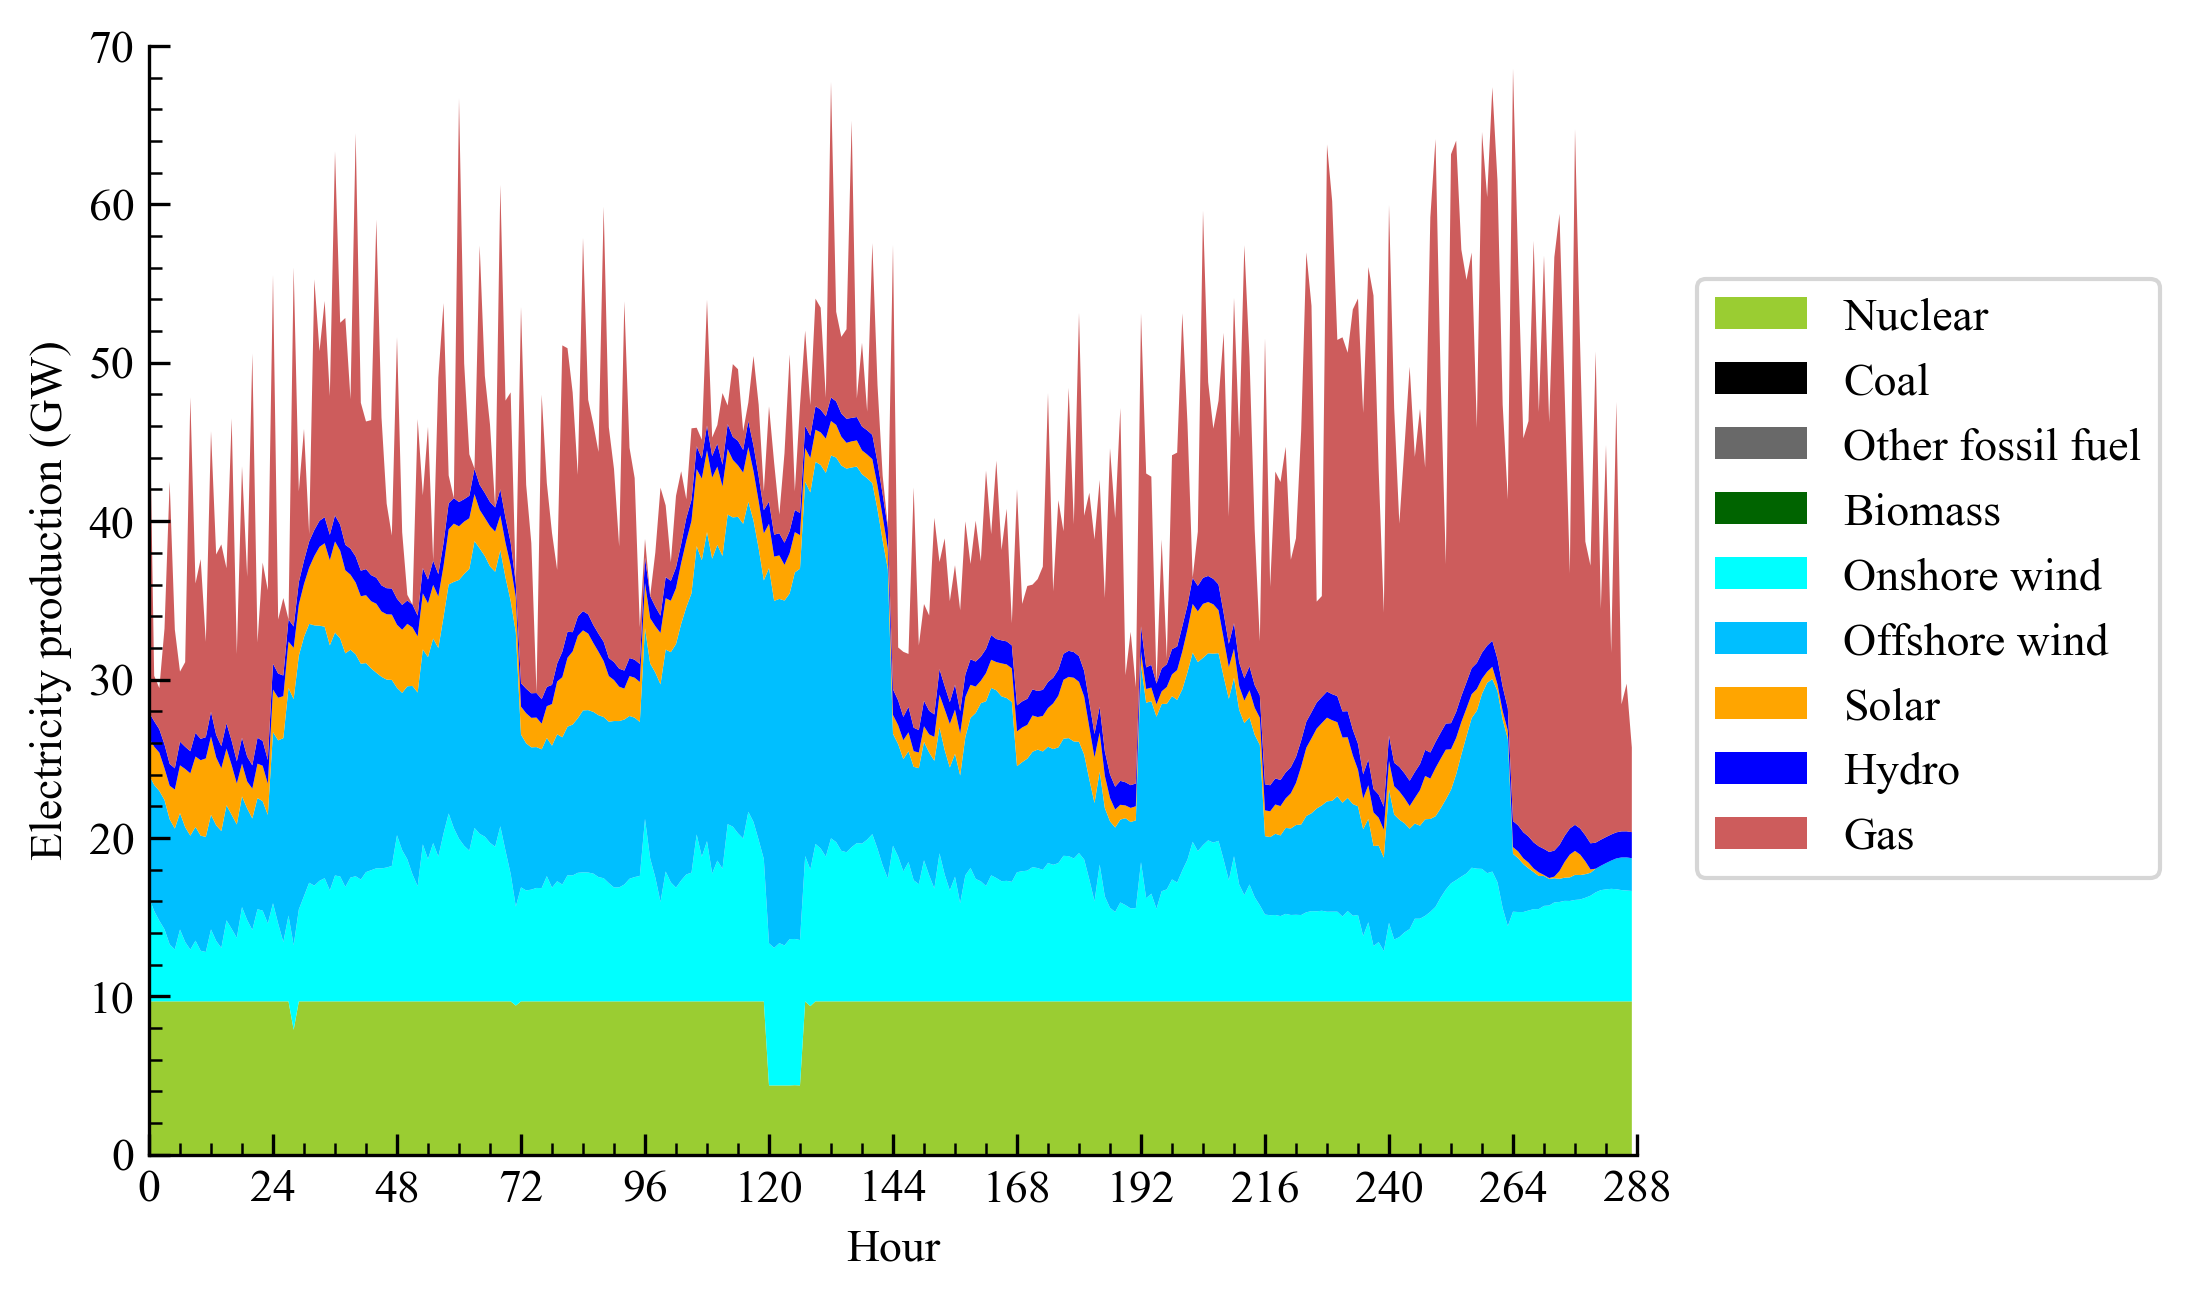 70
60
50
40
30
20
10
0
Electricity production (GW)
0 24 48 72 96 120 144 168 192 216 240 264 288
Hour
Nuclear
Coal
Other fossil fuel
Biomass
Onshore wind
Offshore wind
Solar
Hydro
Gas